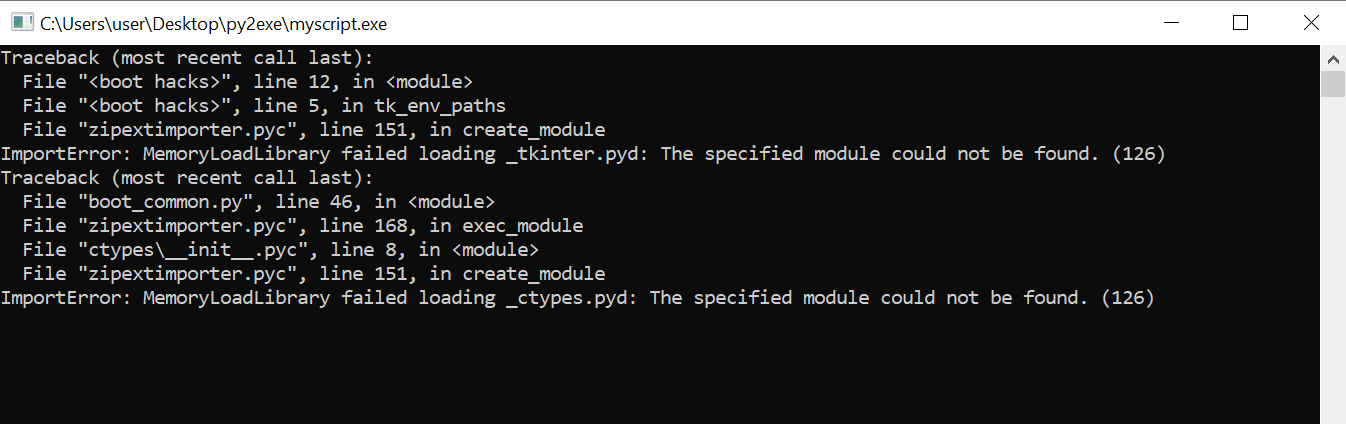 C:\Users\user\Desktop\py2exe\myscript.exe
Traceback (most recent call last):
  File "<boot hacks>", line 12, in <module>
  File "<boot hacks>", line 5, in tk_env_paths
  File "zipextimporter.pyc", line 151, in create_module
ImportError: MemoryLoadLibrary failed loading _tkinter.pyd: The specified module could not be found. (126)
Traceback (most recent call last):
  File "boot_common.py", line 46, in <module>
  File "zipextimporter.pyc", line 168, in exec_module
  File "ctypes\__init__.pyc", line 8, in <module>
  File "zipextimporter.pyc", line 151, in create_module
ImportError: MemoryLoadLibrary failed loading _ctypes.pyd: The specified module could not be found. (126)